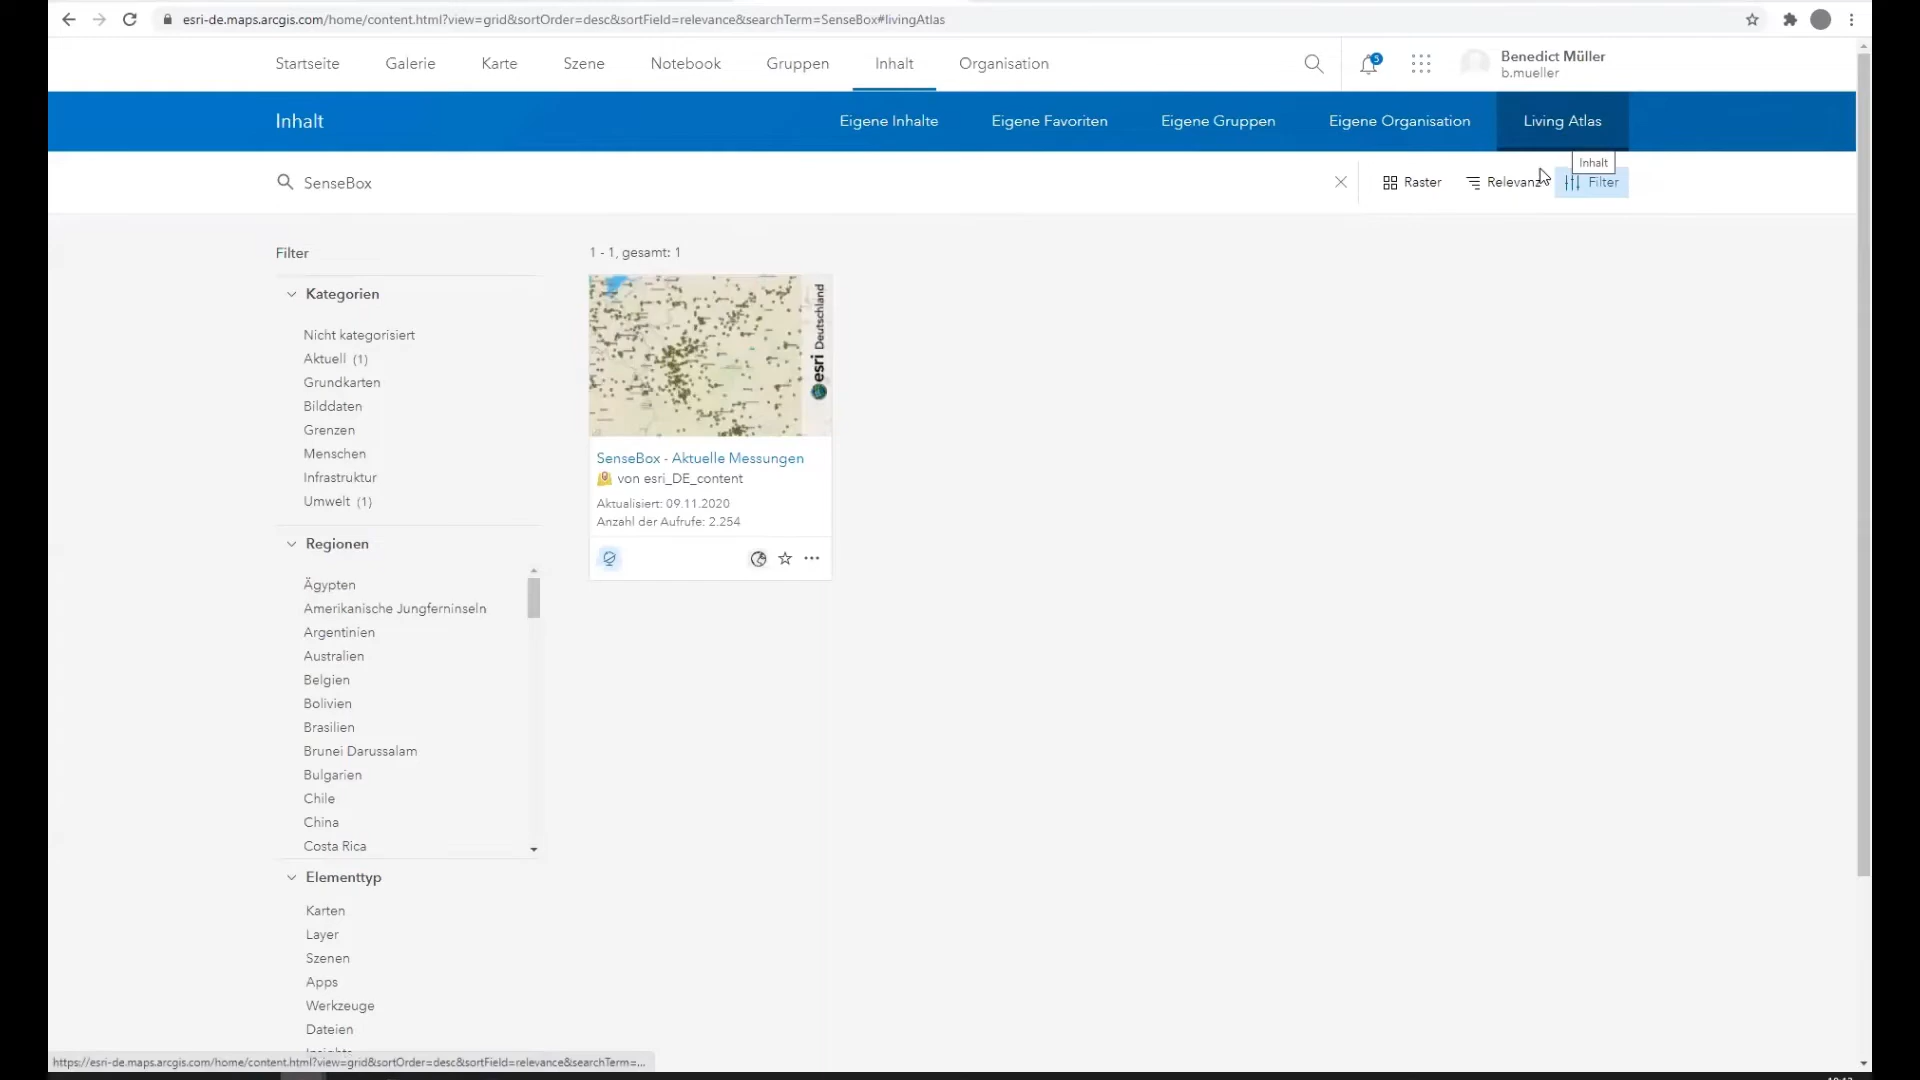 esri-de.maps.arcgis.com/home/content.html?view=grid&sortOrder=desc&sortField=relevance&searchTerm=SenseBox#livingAtlas
Startseite Galerie Karte Szene Notebook Gruppen Inhalt Organisation
5
Benedict Müller
b.mueller
Inhalt
Eigene Inhalte Eigene Favoriten Eigene Gruppen Eigene Organisation Living Atlas
Inhalt
SenseBox
Raster Relevanz Filter
Filter
1 - 1, gesamt: 1
Kategorien
Nicht kategorisiert
Aktuell (1)
Grundkarten
Bilddaten
Grenzen
Menschen
Infrastruktur
Umwelt (1)
esri Deutschland
SenseBox - Aktuelle Messungen
von esri_DE_content
Aktualisiert: 09.11.2020
Anzahl der Aufrufe: 2.254
Regionen
Ägypten
Amerikanische Jungferninseln
Argentinien
Australien
Belgien
Bolivien
Brasilien
Brunei Darussalam
Bulgarien
Chile
China
Costa Rica
Elementtyp
Karten
Layer
Szenen
Apps
Werkzeuge
Dateien
https://esri-de.maps.arcgis.com/home/content.html?view=grid&sortOrder=desc&sortField=relevance&searchTerm=...